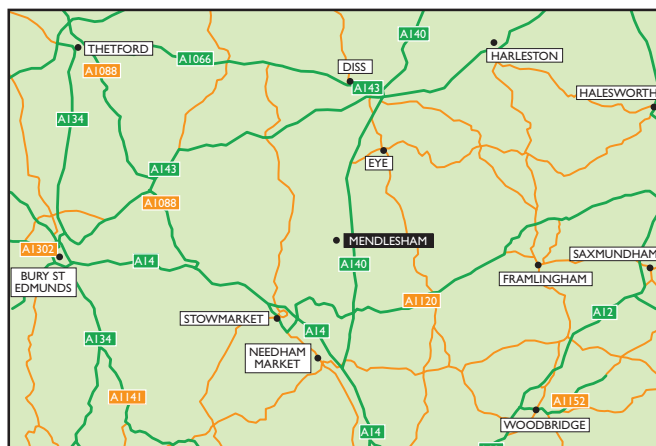 A140
THETFORD
A1066
HARLESTON
A1088
DISS
A143
HALESWORTH
A134
A143
EYE
A1088
A1302
MENDLESHAM
BURY ST
EDMUNDS
A14
A140
SAXMUNDHAM
FRAMLINGHAM
A1120
STOWMARKET
A14
A12
A134
NEEDHAM
MARKET
A1141
A1152
WOODBRIDGE
A14